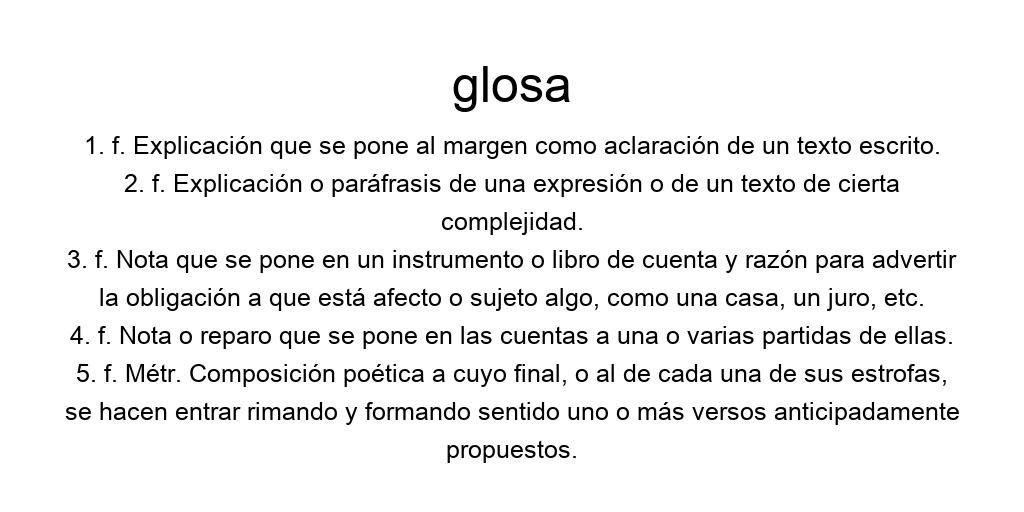 glosa
1. f. Explicación que se pone al margen como aclaración de un texto escrito.
2. f. Explicación o paráfrasis de una expresión o de un texto de cierta
complejidad.
3. f. Nota que se pone en un instrumento o libro de cuenta y razón para advertir
la obligación a que está afecto o sujeto algo, como una casa, un juro, etc.
4. f. Nota o reparo que se pone en las cuentas a una o varias partidas de ellas.
5. f. Métr. Composición poética a cuyo final, o al de cada una de sus estrofas,
se hacen entrar rimando y formando sentido uno o más versos anticipadamente
propuestos.